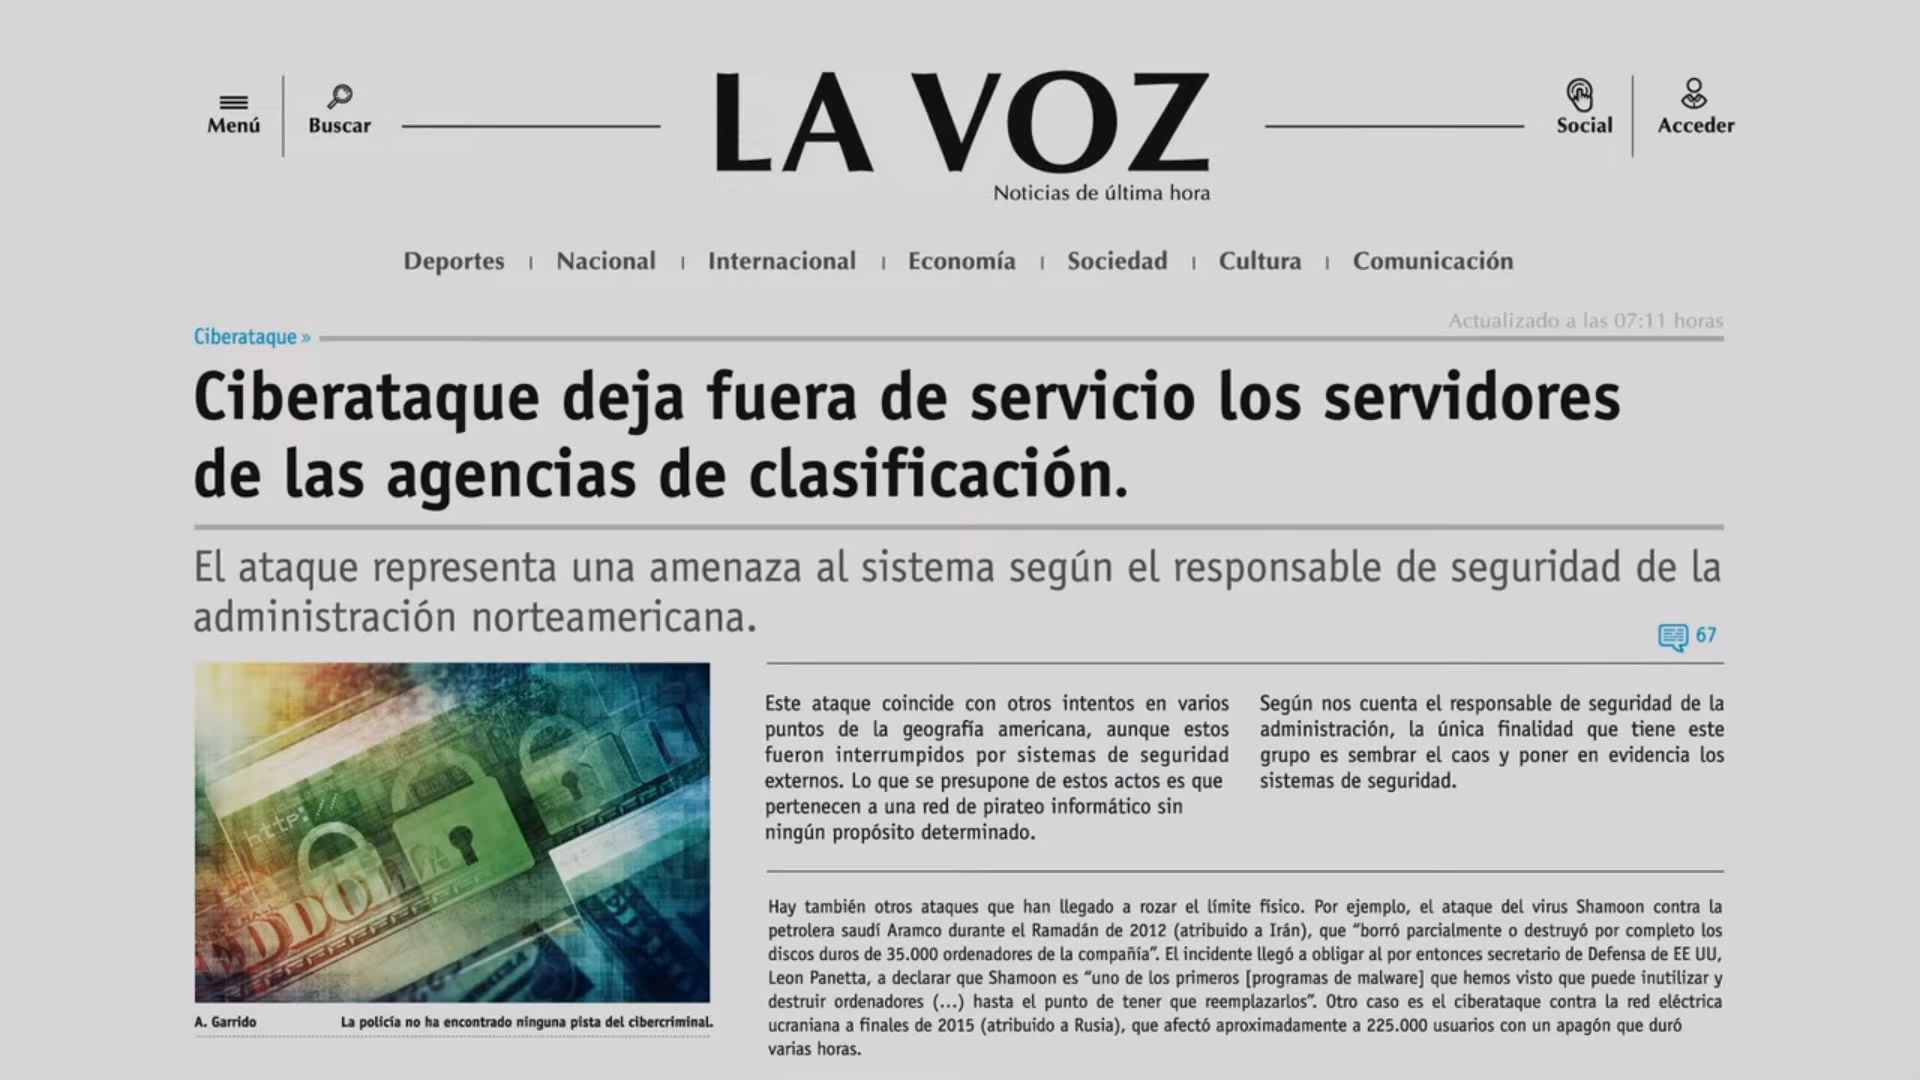 Menú
Buscar
LA VOZ
Noticias de última hora
Social
Acceder
Deportes | Nacional | Internacional | Economía | Sociedad | Cultura | Comunicación
Actualizado a las 07:11 horas
Ciberataque »
Ciberataque deja fuera de servicio los servidores
de las agencias de clasificación.
El ataque representa una amenaza al sistema según el responsable de seguridad de la
administración norteamericana.
67
http://
A. Garrido
La policía no ha encontrado ninguna pista del cibercriminal.
Este ataque coincide con otros intentos en varios
puntos de la geografía americana, aunque estos
fueron interrumpidos por sistemas de seguridad
externos. Lo que se presupone de estos actos es que
pertenecen a una red de pirateo informático sin
ningún propósito determinado.
Según nos cuenta el responsable de seguridad de la
administración, la única finalidad que tiene este
grupo es sembrar el caos y poner en evidencia los
sistemas de seguridad.
Hay también otros ataques que han llegado a rozar el límite físico. Por ejemplo, el ataque del virus Shamoon contra la
petrolera saudí Aramco durante el Ramadán de 2012 (atribuido a Irán), que “borró parcialmente o destruyó por completo los
discos duros de 35.000 ordenadores de la compañía”. El incidente llegó a obligar al por entonces secretario de Defensa de EE UU,
Leon Panetta, a declarar que Shamoon es “uno de los primeros [programas de malware] que hemos visto que puede inutilizar y
destruir ordenadores (...) hasta el punto de tener que reemplazarlos”. Otro caso es el ciberataque contra la red eléctrica
ucraniana a finales de 2015 (atribuido a Rusia), que afectó aproximadamente a 225.000 usuarios con un apagón que duró
varias horas.